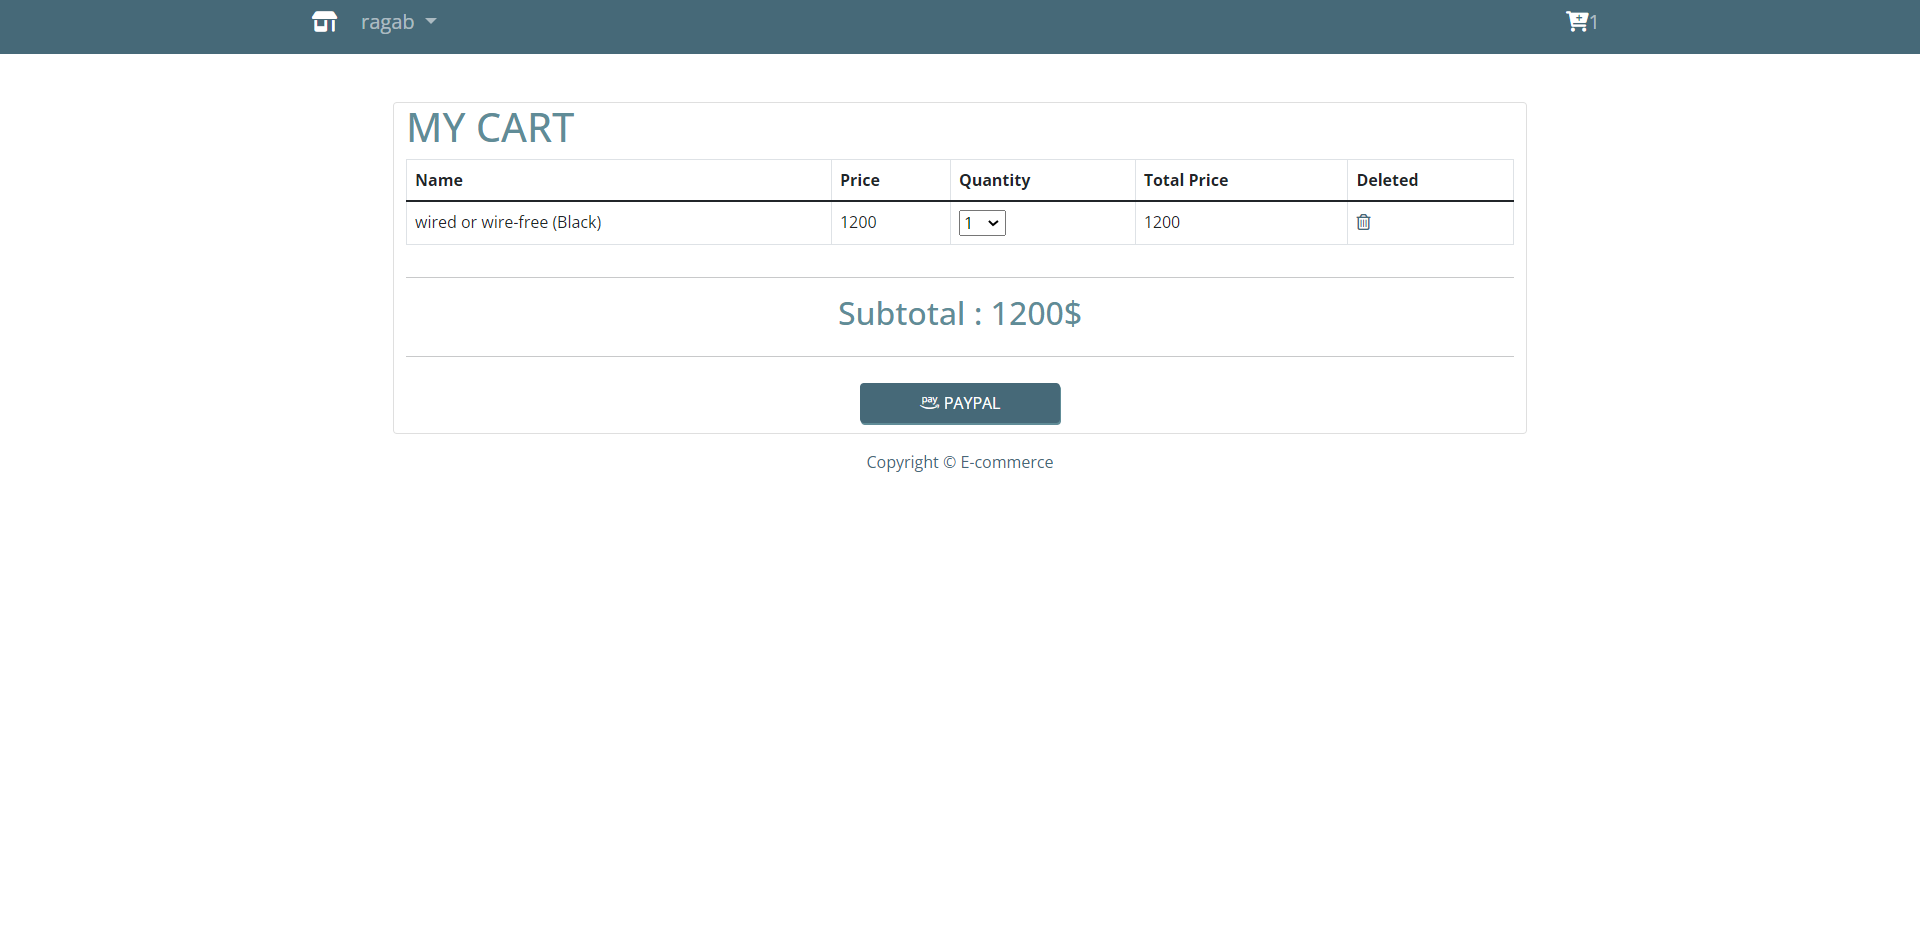 ragab 1
MY CART
Name Price Quantity Total Price Deleted
wired or wire-free (Black) 1200 1 1200
Subtotal : 1200$
pay PAYPAL
Copyright © E-commerce